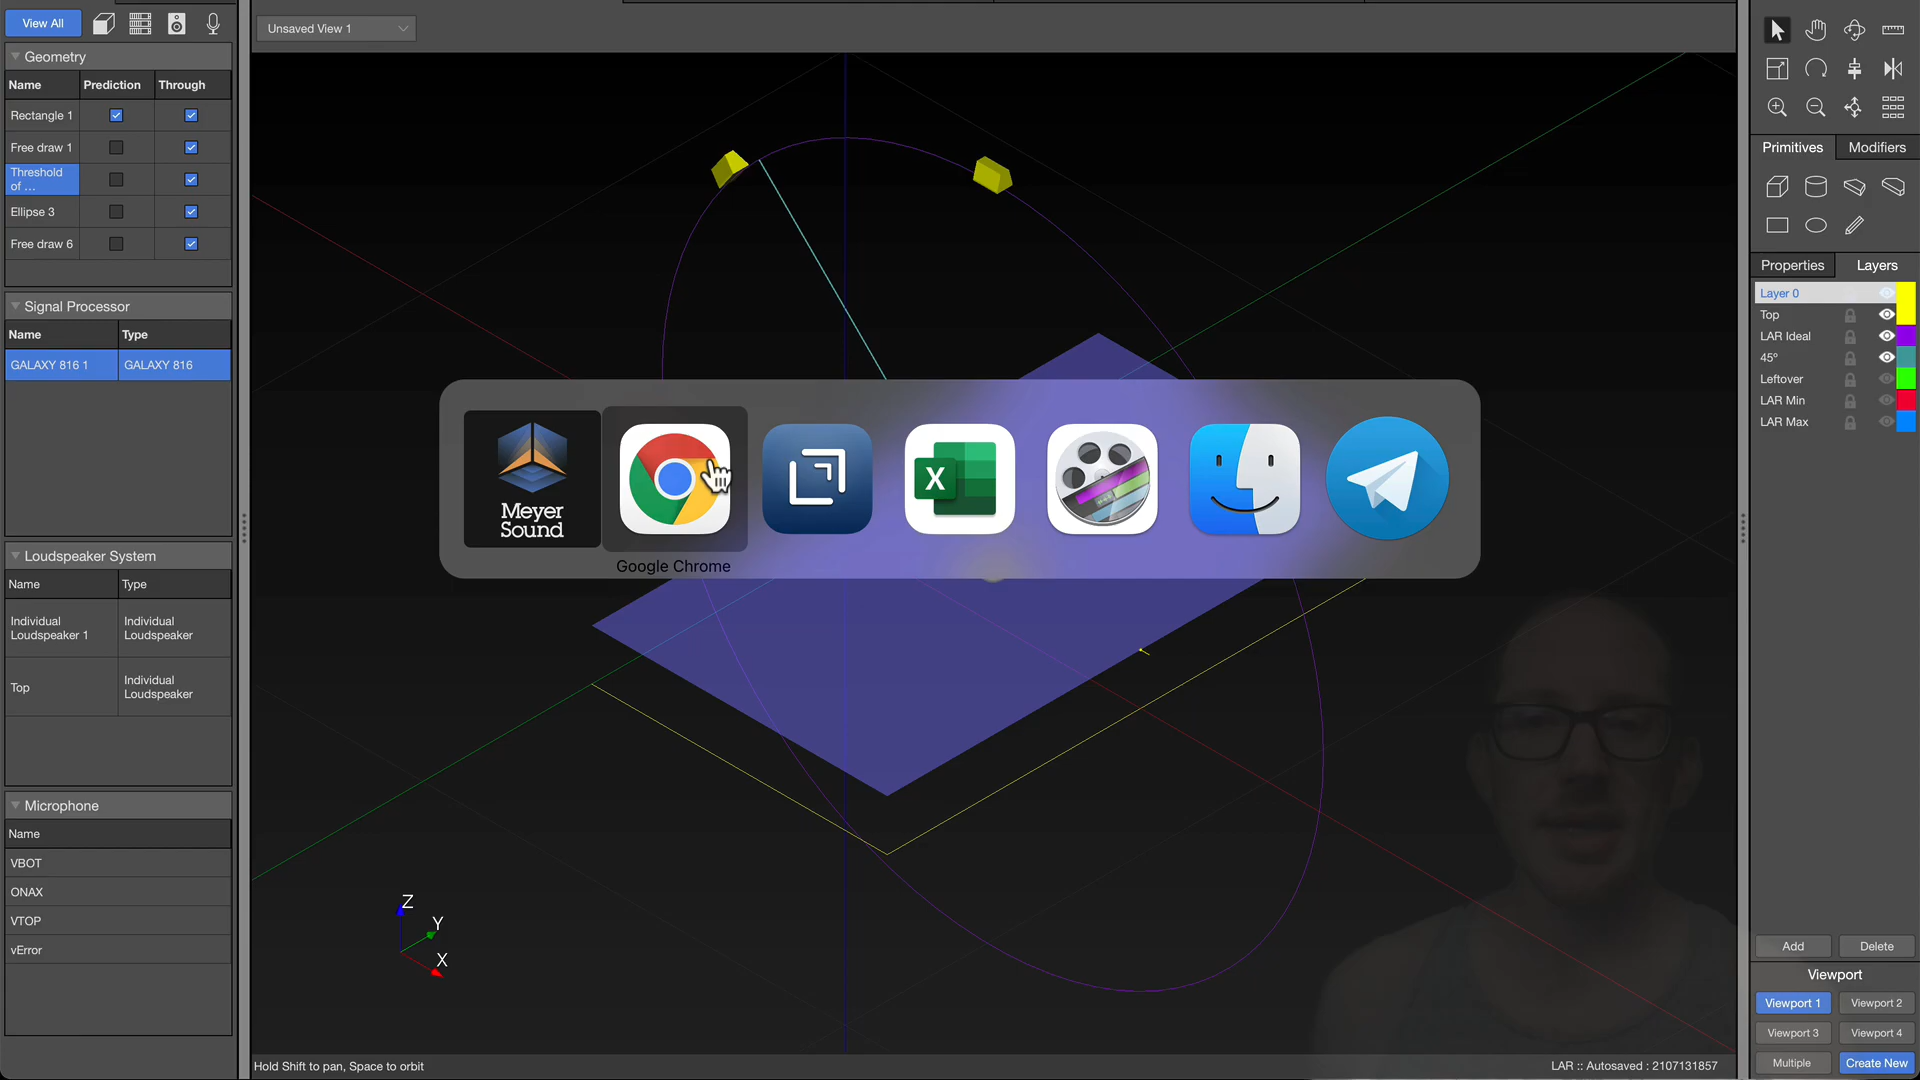 View All
Unsaved View 1
Geometry
Name Prediction Through
Rectangle 1
Free draw 1
Threshold
of ...
Ellipse 3
Free draw 6
Signal Processor
Name Type
GALAXY 816 1 GALAXY 816
Loudspeaker System
Name Type
Individual
Loudspeaker 1
Individual
Loudspeaker
Top
Individual
Loudspeaker
Microphone
Name
VBOT
ONAX
VTOP
vError
Meyer
Sound
Google Chrome
X
Z
Y
X
Hold Shift to pan, Space to orbit
LAR :: Autosaved : 2107131857
Primitives Modifiers
Properties Layers
Layer 0
Top
LAR Ideal
45º
Leftover
LAR Min
LAR Max
Add Delete
Viewport
Viewport 1 Viewport 2
Viewport 3 Viewport 4
Multiple Create New